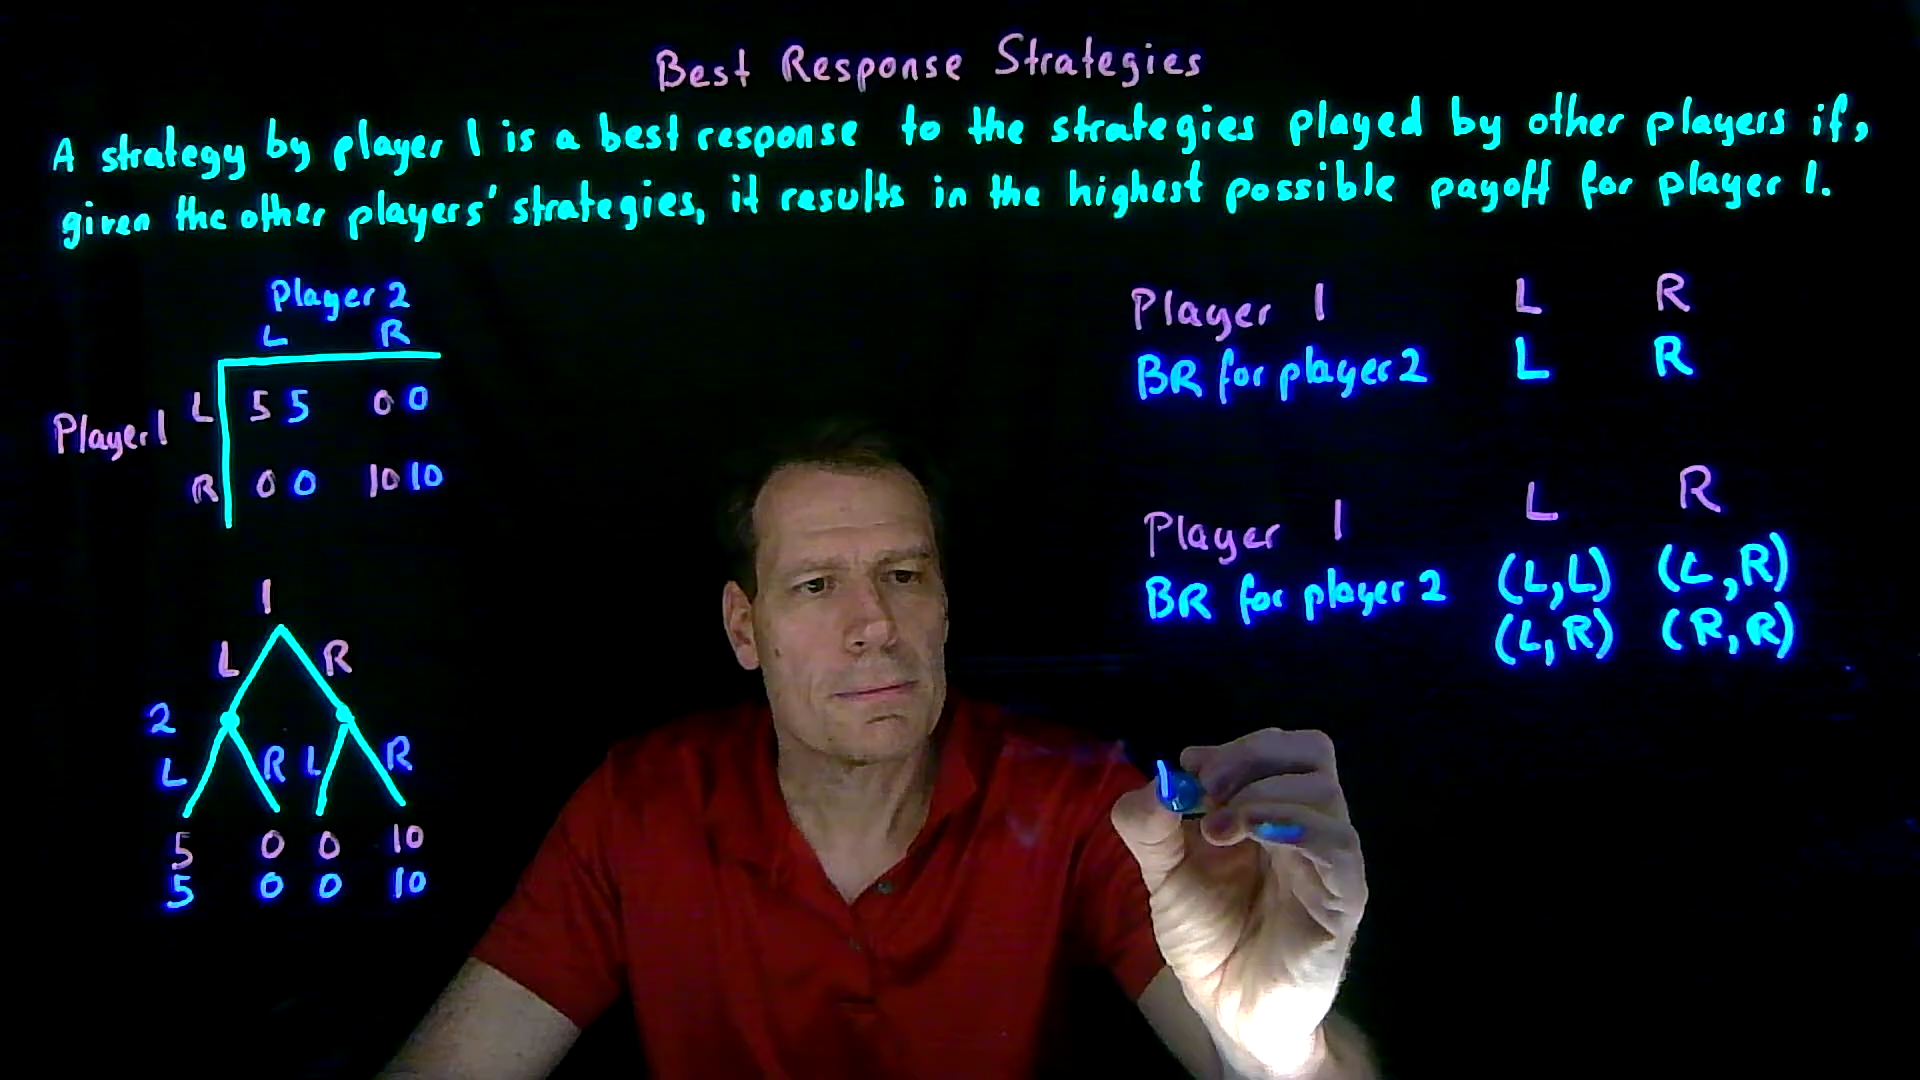 Best Response Strategies
A strategy by player 1 is a best response to the strategies played by other players if,
given the other players' strategies, it results in the highest possible payoff for player 1.
Player 2
L R
Player 1
L 5 5 0 0
R 0 0 10 10
1
L R
2
L R L R
5 0 0 10
5 0 0 10
Player 1 L R
BR for player 2 L R
Player 1 L R
BR for player 2 (L,L) (L,R)
(L,R) (R,R)